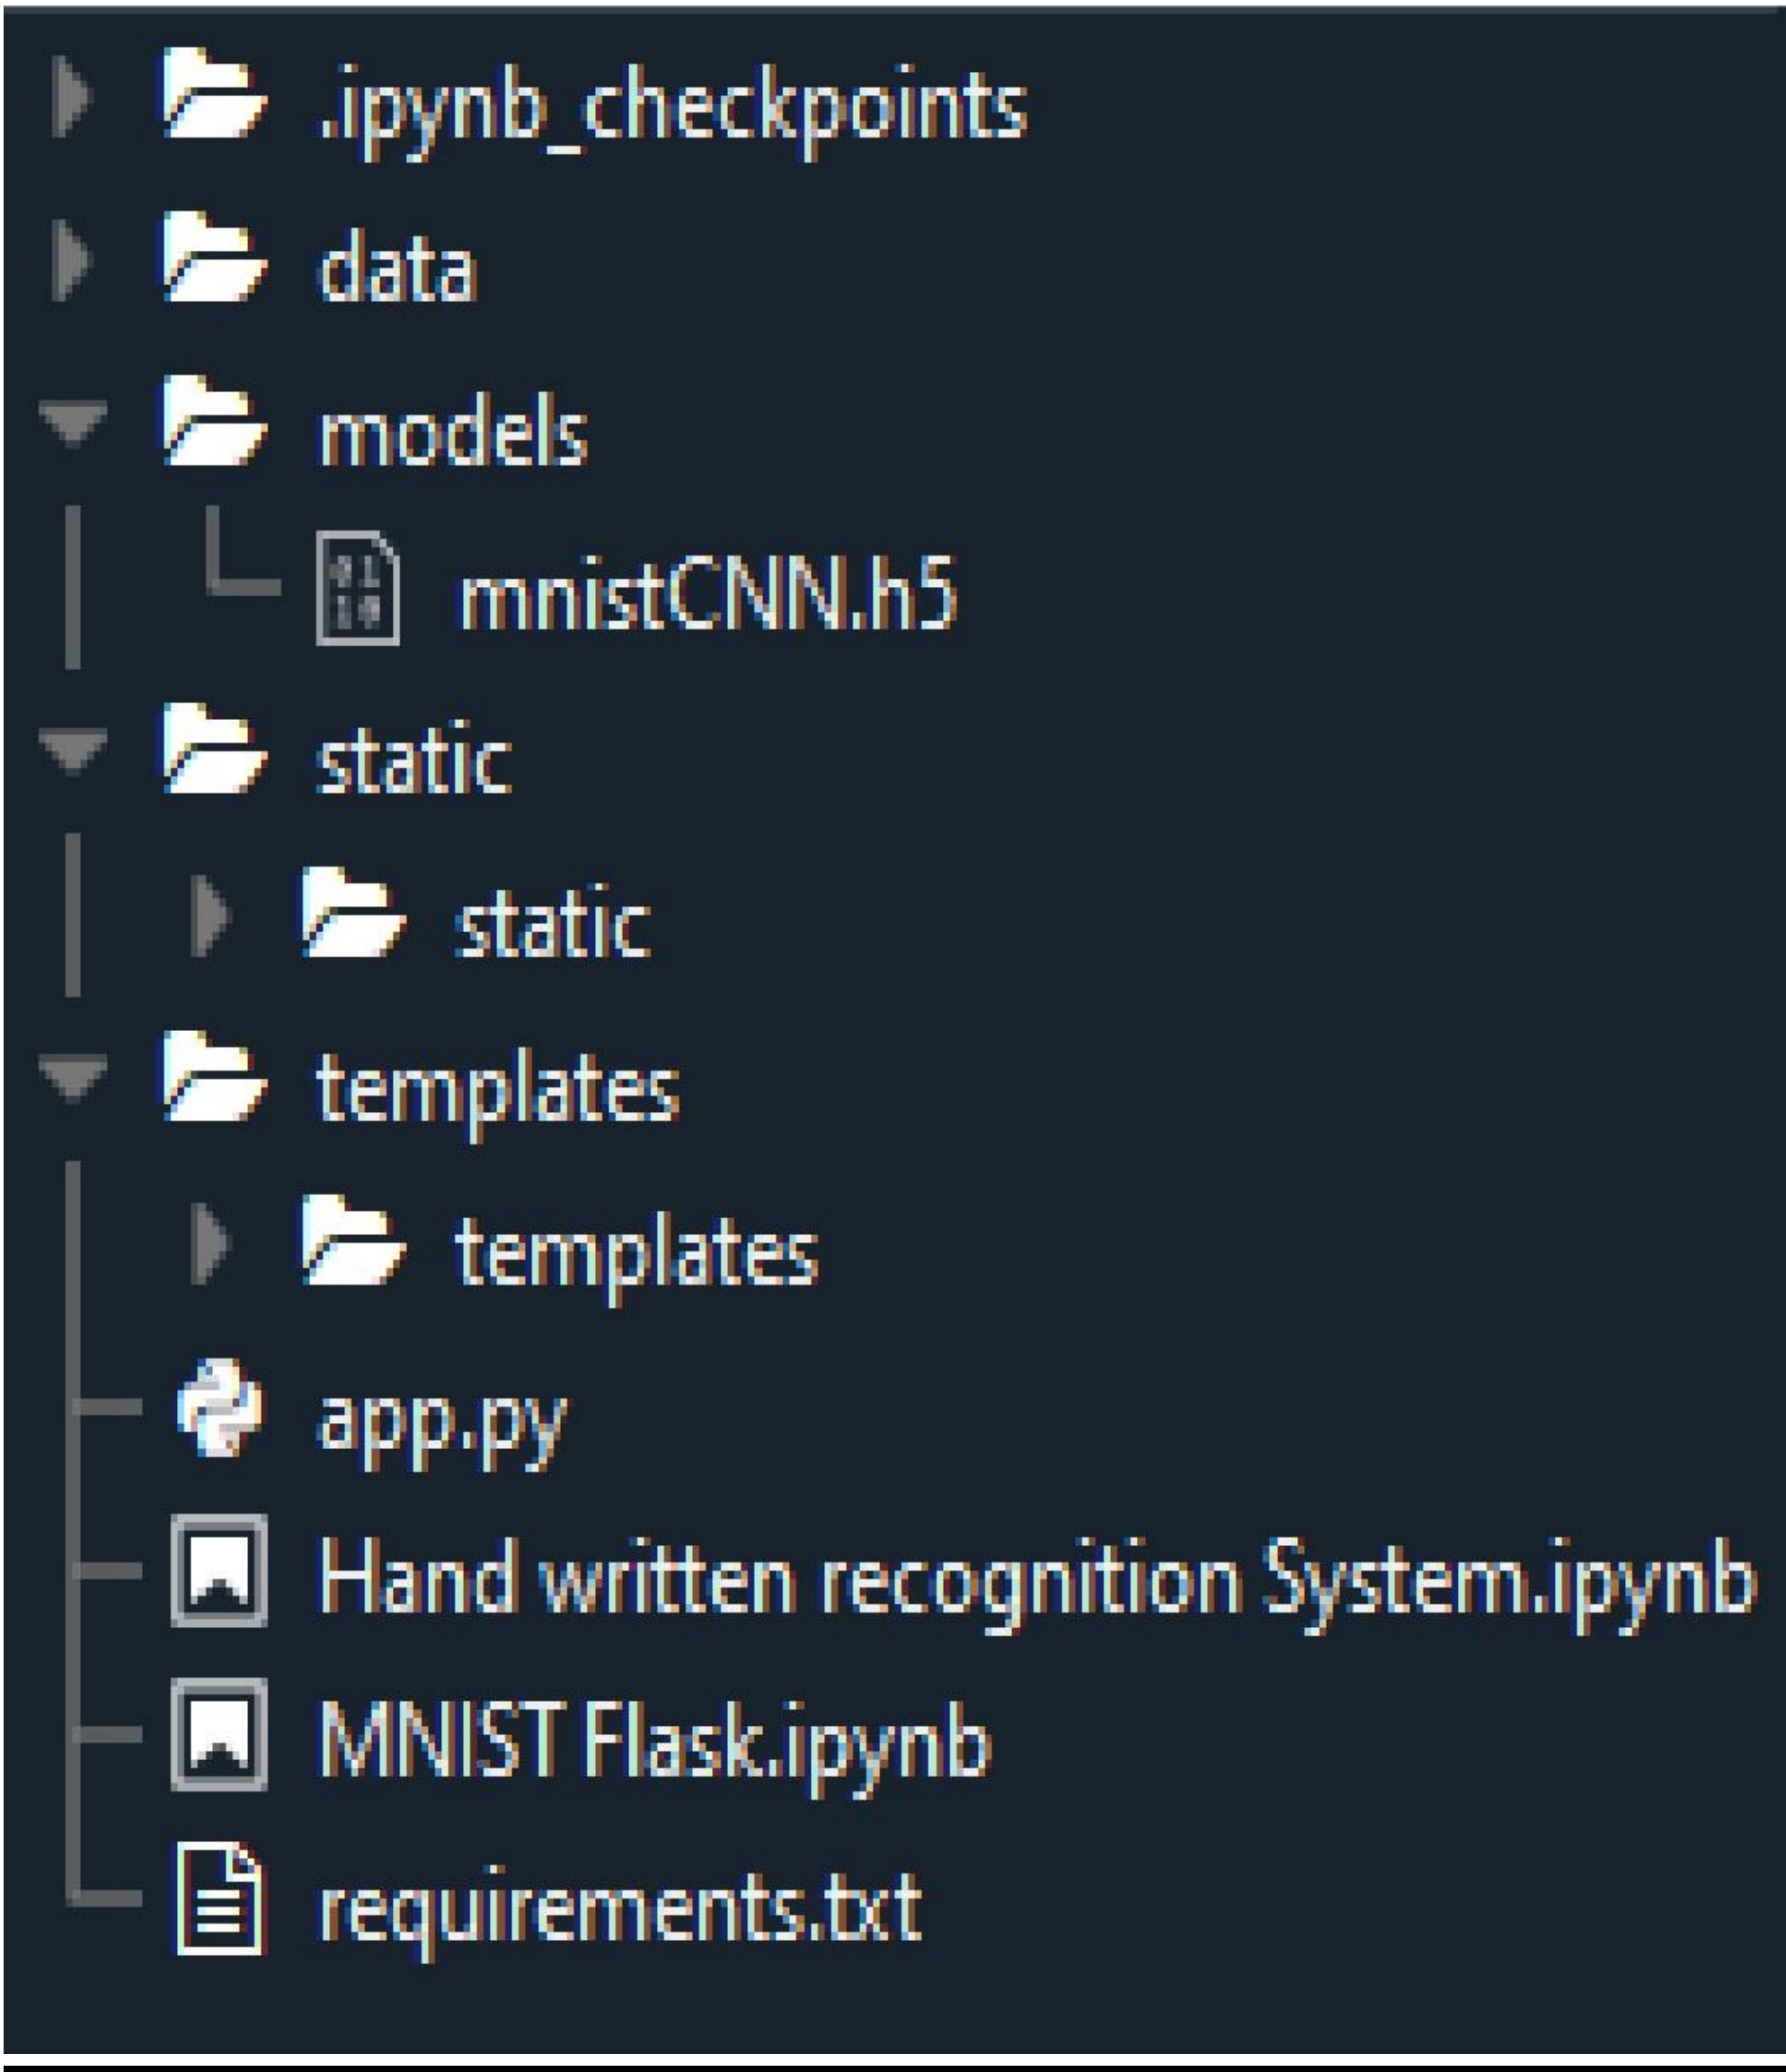 .ipynb_checkpoints
data
models
mnistCNN.h5
static
static
templates
templates
app.py
Hand written recognition System.ipynb
MNIST Flask.ipynb
requirements.txt